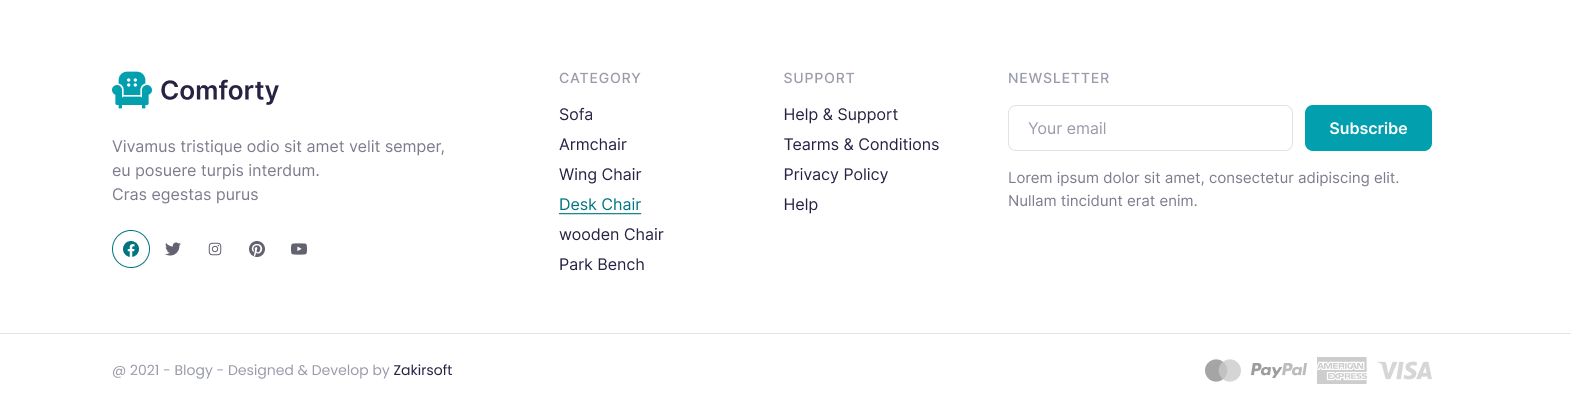 Comforty
Vivamus tristique odio sit amet velit semper,
eu posuere turpis interdum.
Cras egestas purus
CATEGORY
Sofa
Armchair
Wing Chair
Desk Chair
wooden Chair
Park Bench
SUPPORT
Help & Support
Tearms & Conditions
Privacy Policy
Help
NEWSLETTER
Your email
Subscribe
Lorem ipsum dolor sit amet, consectetur adipiscing elit.
Nullam tincidunt erat enim.
@ 2021 - Blogy - Designed & Develop by Zakirsoft
PayPal
AMERICAN
EXPRESS
VISA